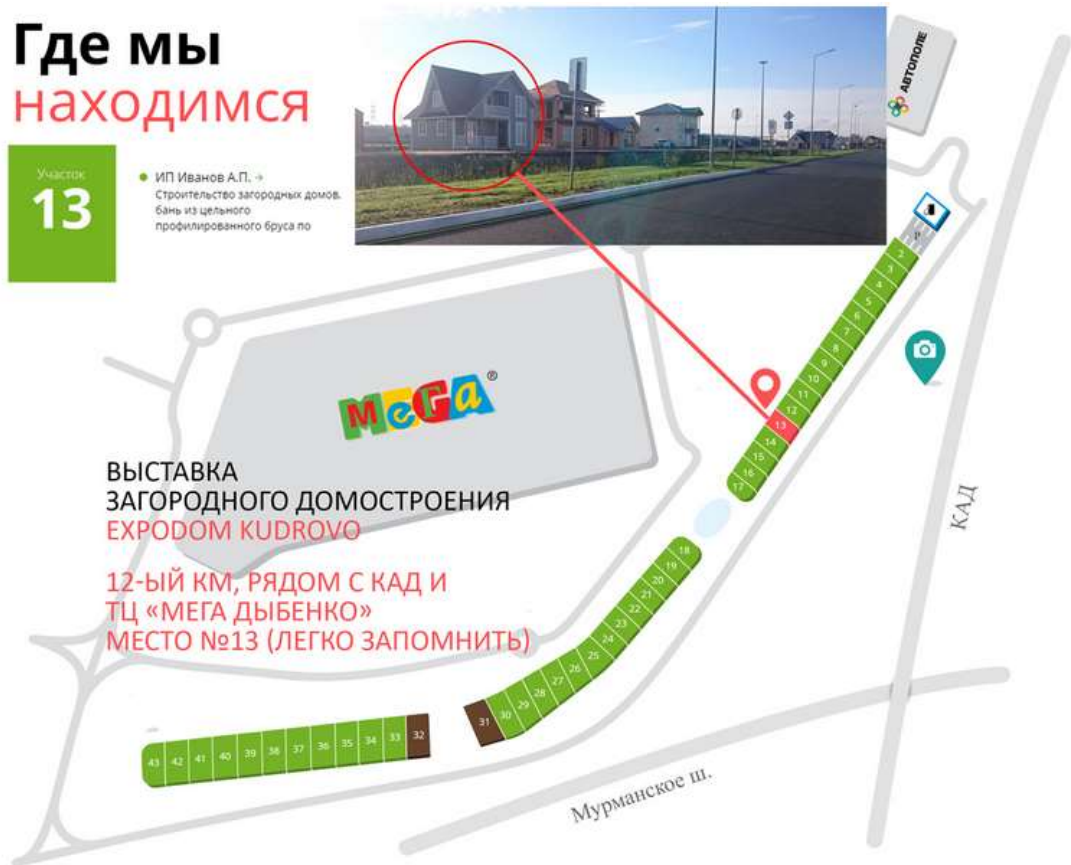 Где мы
находимся
Участок
13
ИП Иванов А.П. →
Строительство загородных домов,
бань из цельного
профилированного бруса по
АВТОПОЛЕ
P
2
3
4
5
6
7
8
9
10
11
12
13
14
15
16
17
МЕГА®
ВЫСТАВКА
ЗАГОРОДНОГО ДОМОСТРОЕНИЯ
EXPODOM KUDROVO
12-ЫЙ КМ, РЯДОМ С КАД И
ТЦ «МЕГА ДЫБЕНКО»
МЕСТО №13 (ЛЕГКО ЗАПОМНИТЬ)
КАД
18
19
20
21
22
23
24
25
26
27
28
29
30
31
32
33
34
35
36
37
38
39
40
41
42
43
Мурманское ш.